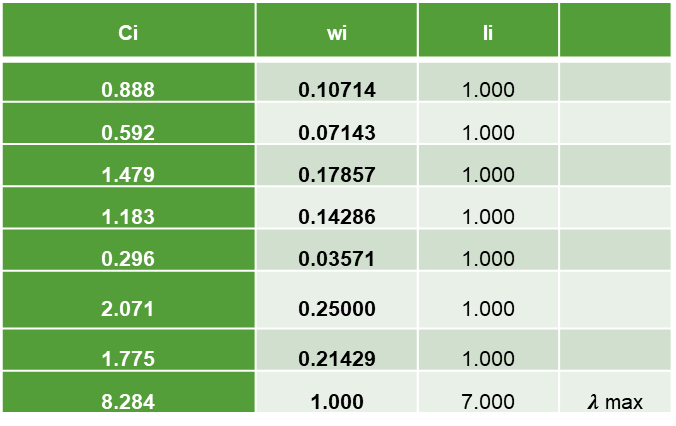 Ci wi Ii
0.888 0.10714 1.000
0.592 0.07143 1.000
1.479 0.17857 1.000
1.183 0.14286 1.000
0.296 0.03571 1.000
2.071 0.25000 1.000
1.775 0.21429 1.000
8.284 1.000 7.000 λ max